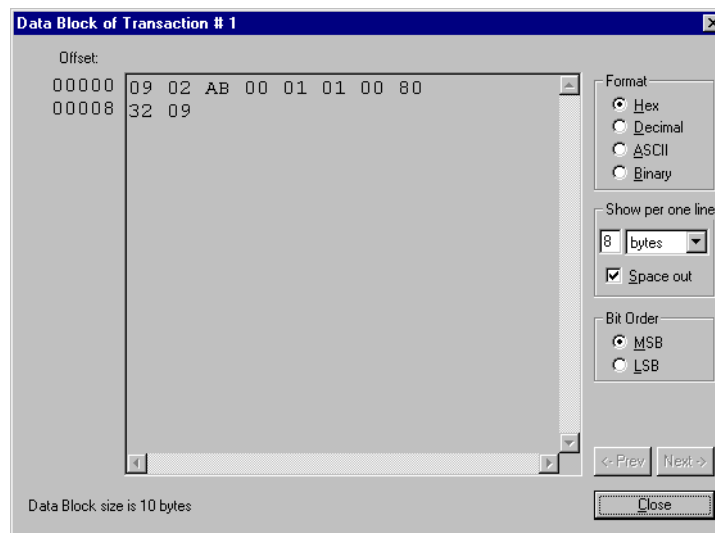 Data Block of Transaction # 1
Offset:
00000 09 02 AB 00 01 01 00 80
00008 32 09
Format
Hex
Decimal
ASCII
Binary
Show per one line
8 bytes
Space out
Bit Order
MSB
LSB
<- Prev Next ->
Data Block size is 10 bytes
Close